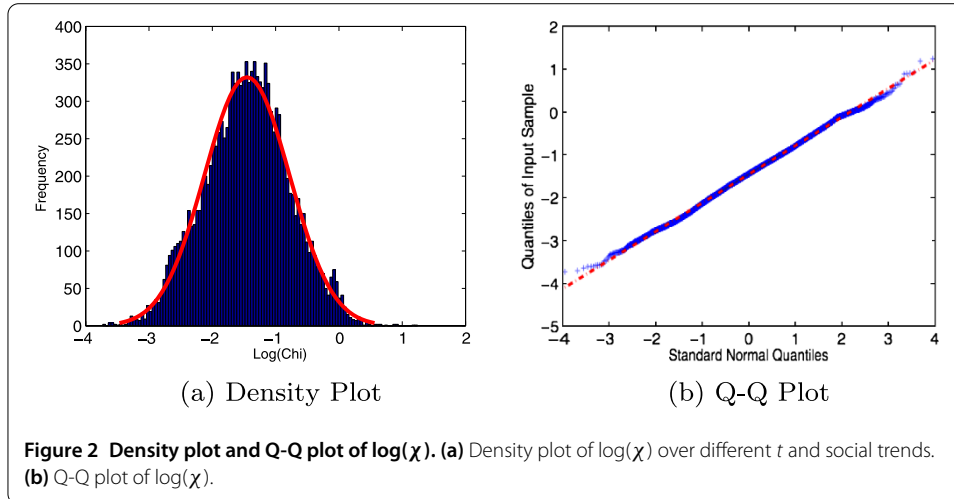 400
350
300
250
200
150
100
50
0
Frequency
−4 −3 −2 −1 0 1 2
Log(Chi)
(a) Density Plot
2
1
0
−1
−2
−3
−4
−5
Quantiles of Input Sample
−4 −3 −2 −1 0 1 2 3 4
Standard Normal Quantiles
(b) Q-Q Plot
Figure 2 Density plot and Q-Q plot of log(χ). (a) Density plot of log(χ) over different t and social trends.
(b) Q-Q plot of log(χ).